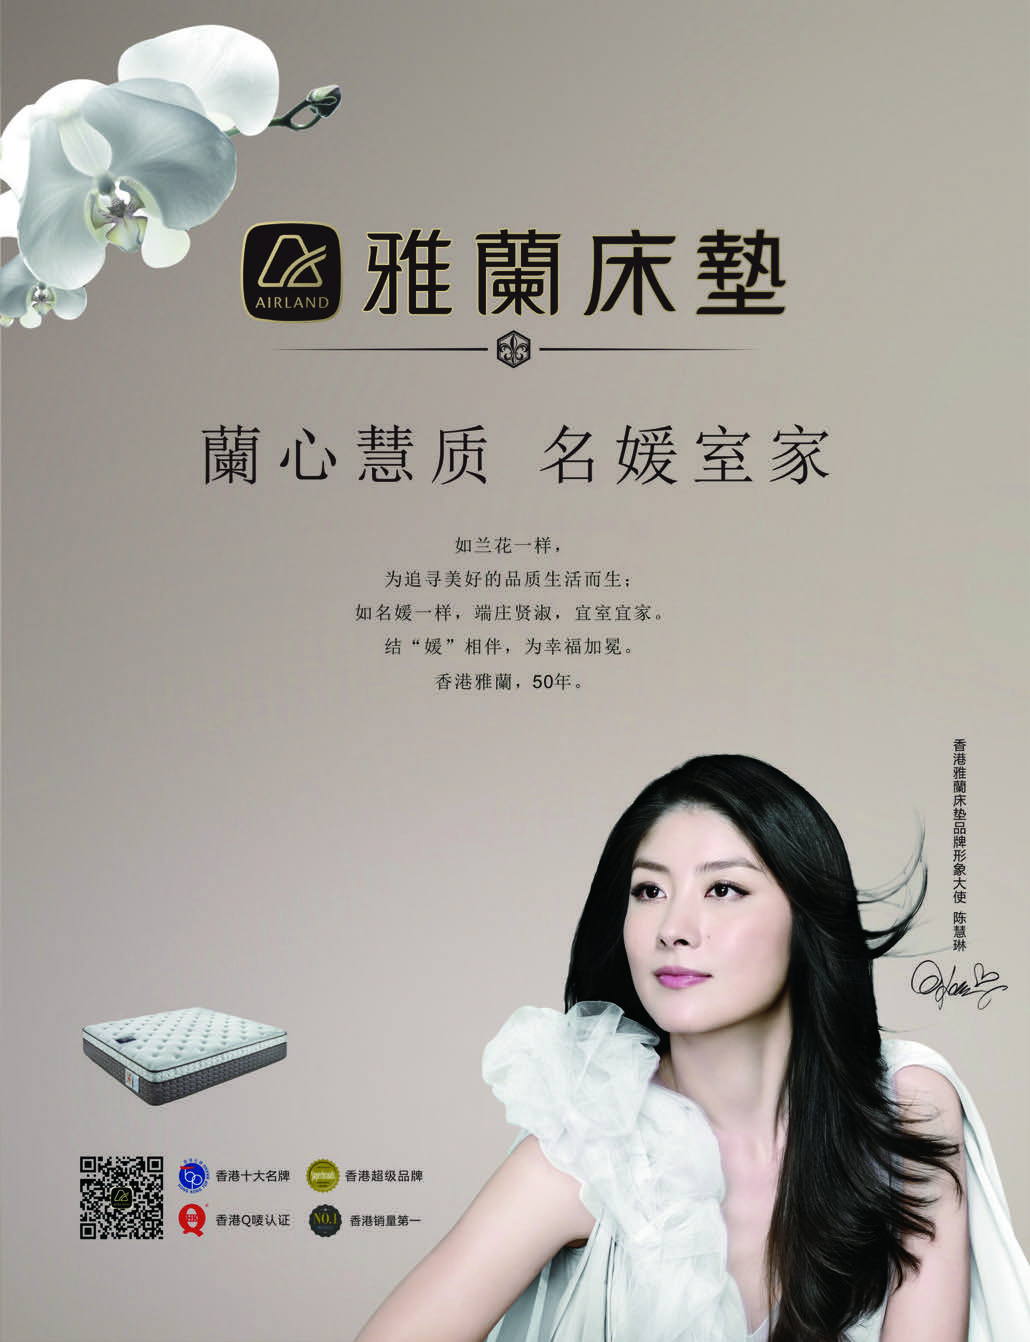 AIRLAND
雅蘭床墊
蘭心慧质 名媛室家
如兰花一样，
为追寻美好的品质生活而生；
如名媛一样，端庄贤淑，宜室宜家。
结“媛”相伴，为幸福加冕。
香港雅蘭，50年。
香港雅蘭床垫品牌形象大使 陈慧琳
香港十大名牌
香港超级品牌
香港Q唛认证
NO.1
香港销量第一